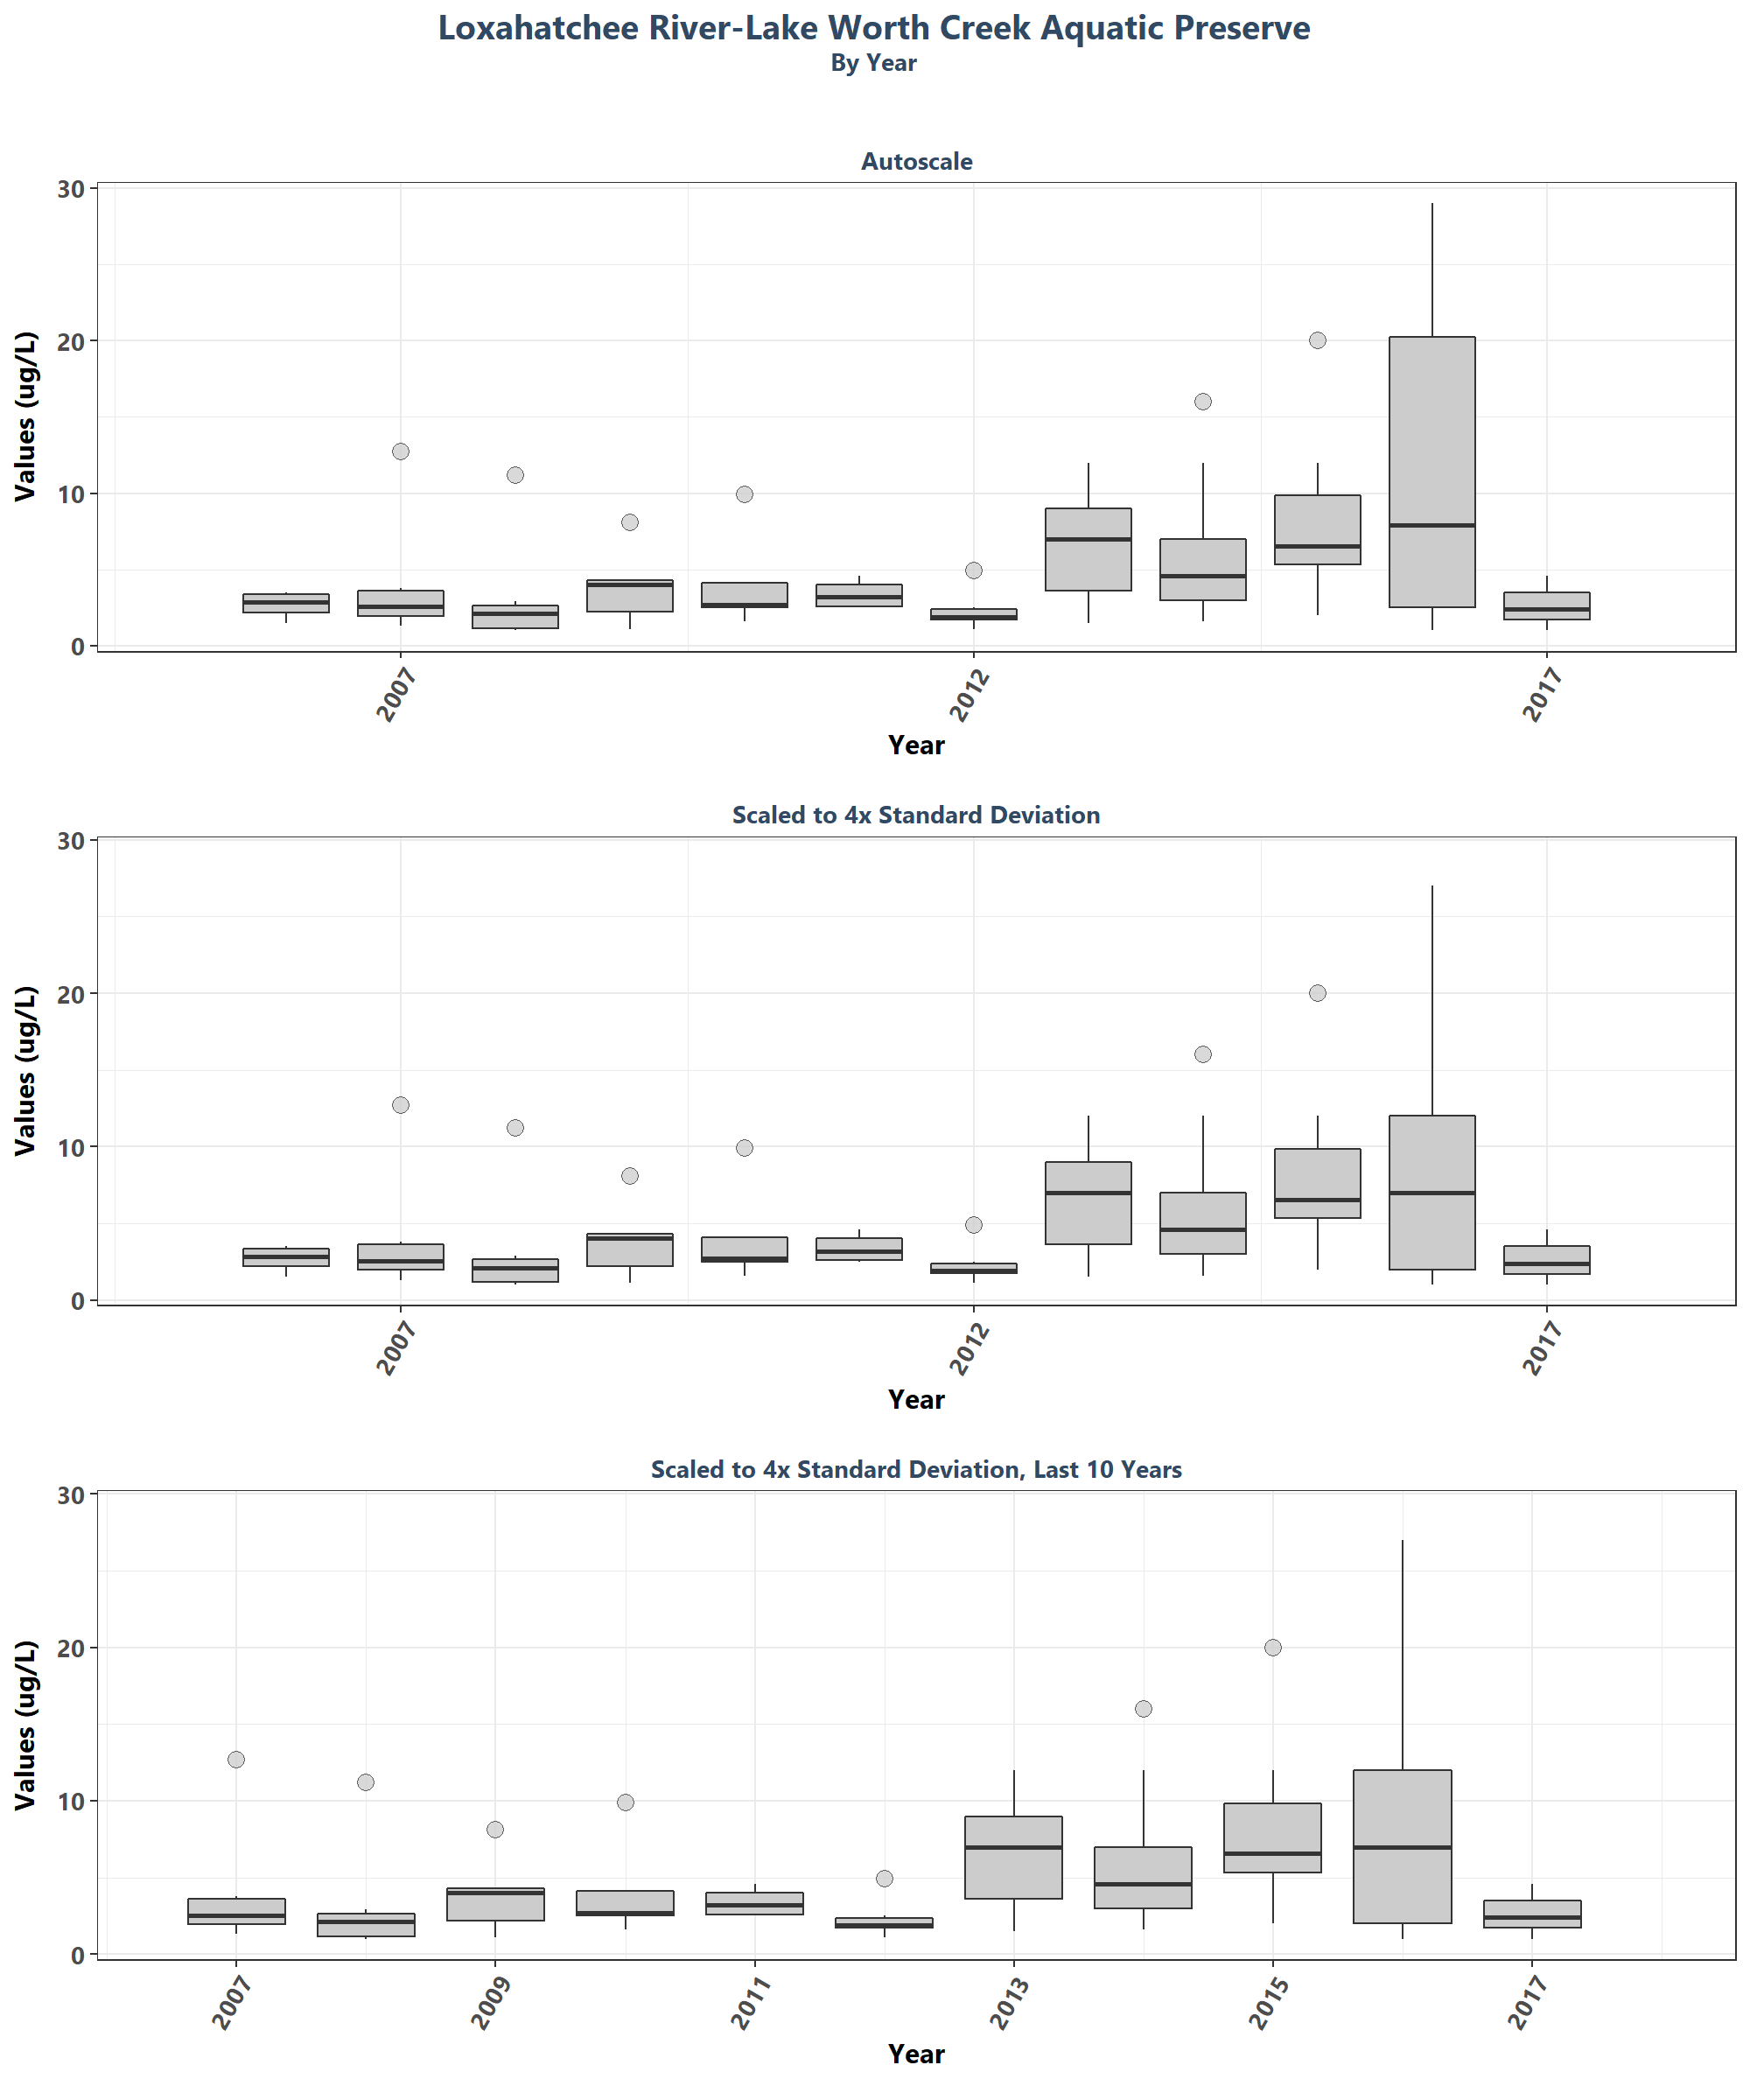 Loxahatchee River-Lake Worth Creek Aquatic Preserve
By Year
Autoscale
Values (ug/L)
30
20
10
0
2007
2012
2017
Year
Scaled to 4x Standard Deviation
Values (ug/L)
30
20
10
0
2007
2012
2017
Year
Scaled to 4x Standard Deviation, Last 10 Years
Values (ug/L)
30
20
10
0
2007
2009
2011
2013
2015
2017
Year